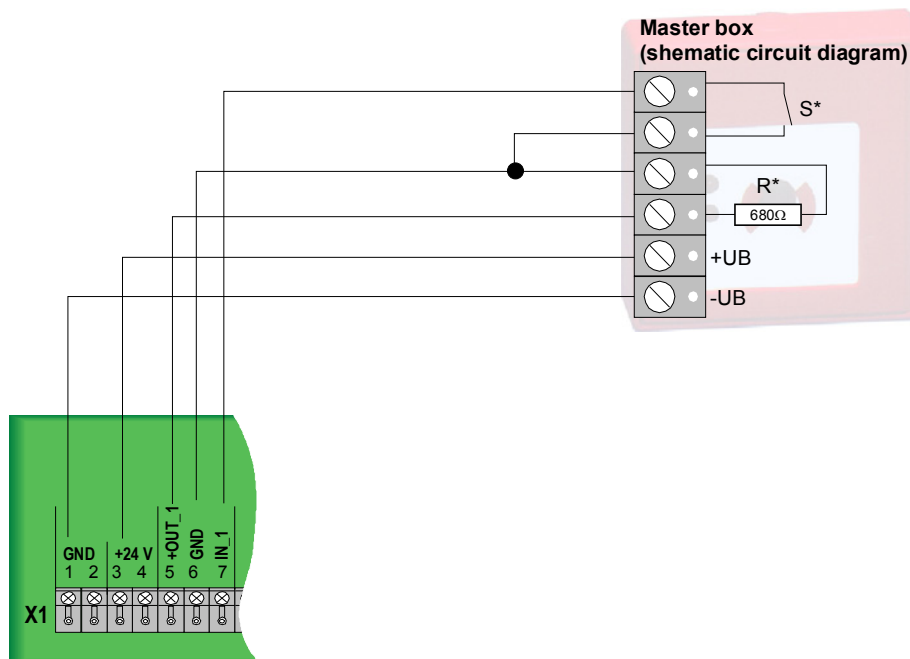 Master box
(shematic circuit diagram)
S*
R*
680Ω
+UB
-UB
GND
+24 V
+OUT_1
GND
IN_1
1 2 3 4 5 6 7
X1